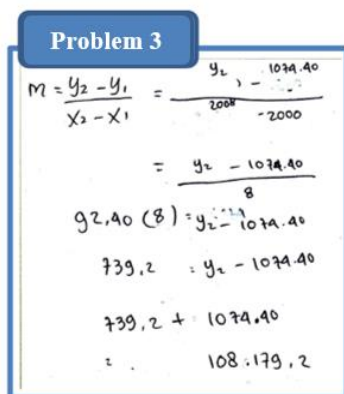 Problem 3
m = y₂ - y₁ / x₂ - x₁ = y₂ - 1074.40 / 2008 - 2000
= y₂ - 1074.40 / 8
92,40 (8) = y₂ - 1074.40
739,2 = y₂ - 1074.40
739,2 + 1074.40
= 108.179,2